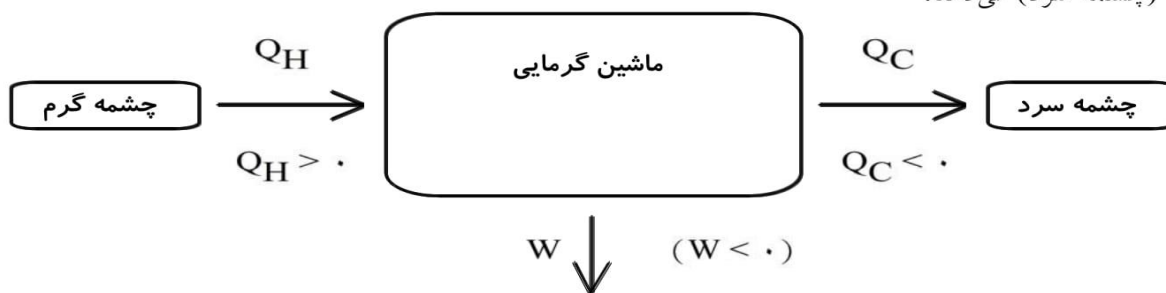 Q_H
ماشین گرمایی
Q_C
چشمه گرم
چشمه سرد
Q_H > ۰
Q_C < ۰
W
(W < ۰)